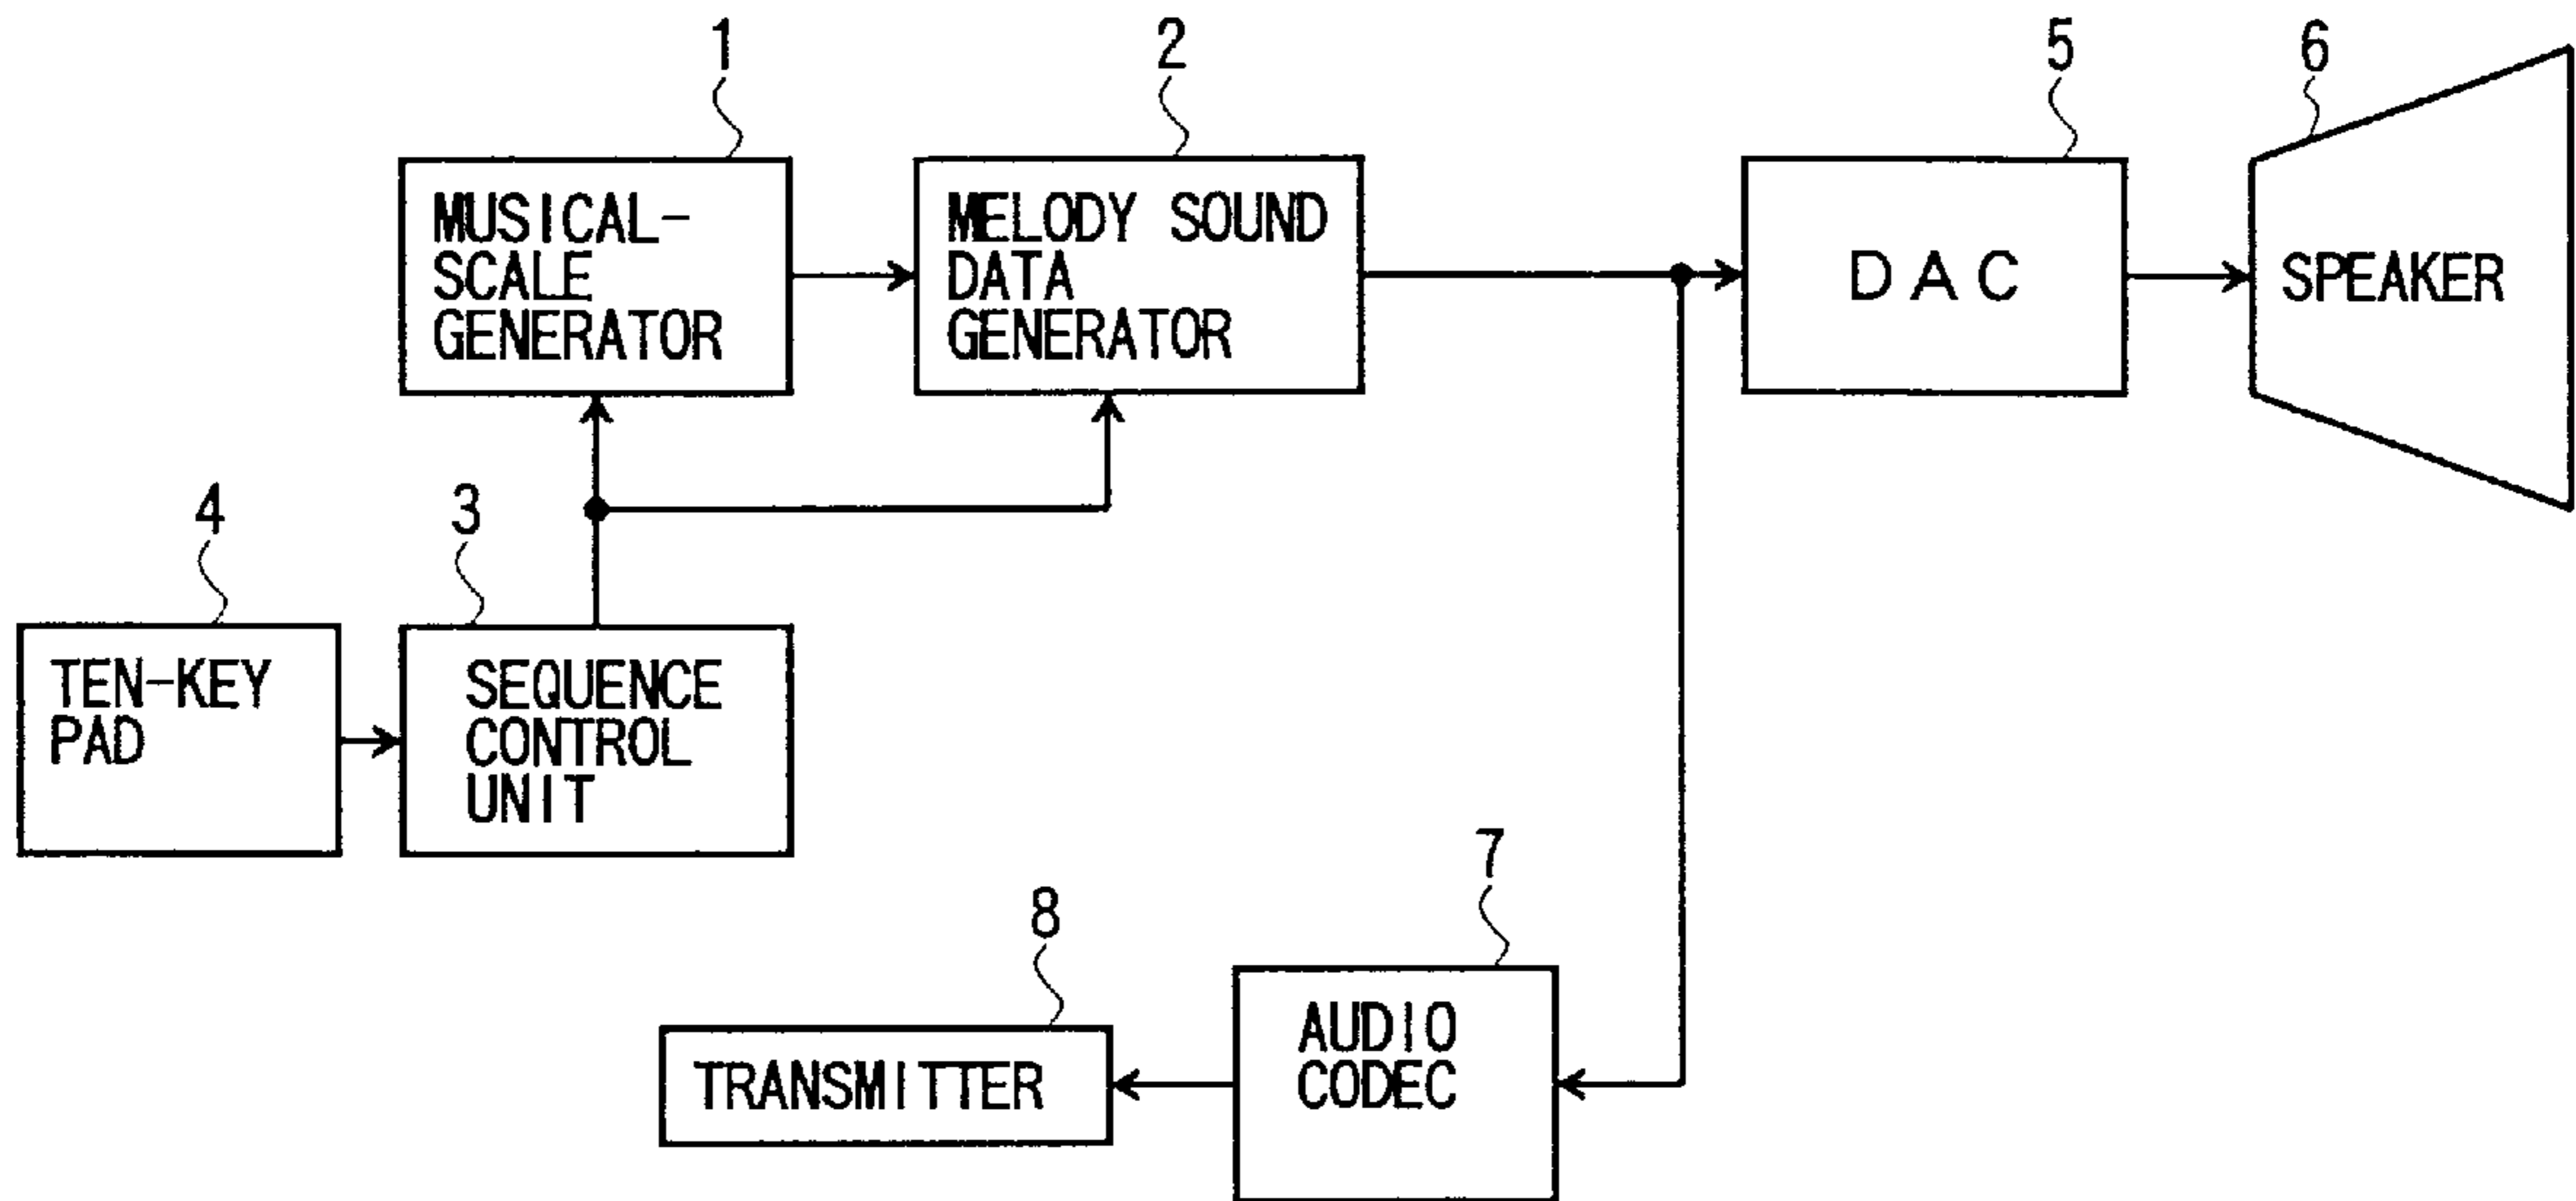 1
2
5
6
MUSICAL-
SCALE
GENERATOR
MELODY SOUND
DATA
GENERATOR
DAC
SPEAKER
4
3
TEN-KEY
PAD
SEQUENCE
CONTROL
UNIT
7
8
AUDIO
CODEC
TRANSMITTER